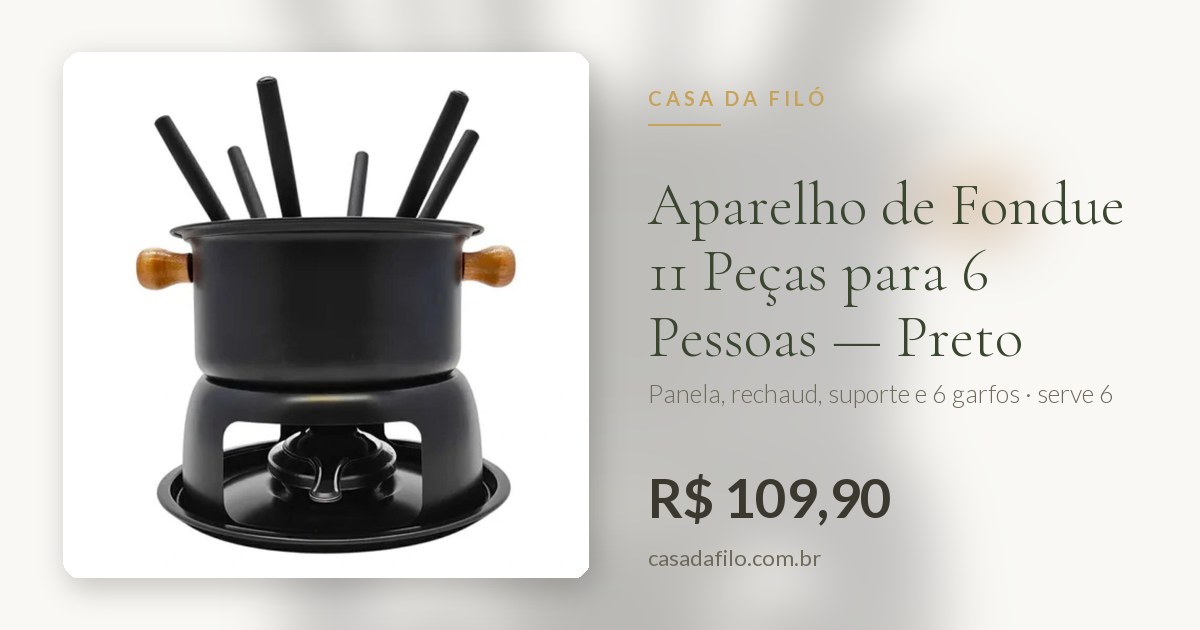 CASA DA FILÓ
Aparelho de Fondue
11 Peças para 6
Pessoas — Preto
Panela, rechaud, suporte e 6 garfos · serve 6
R$ 109,90
casadafilo.com.br